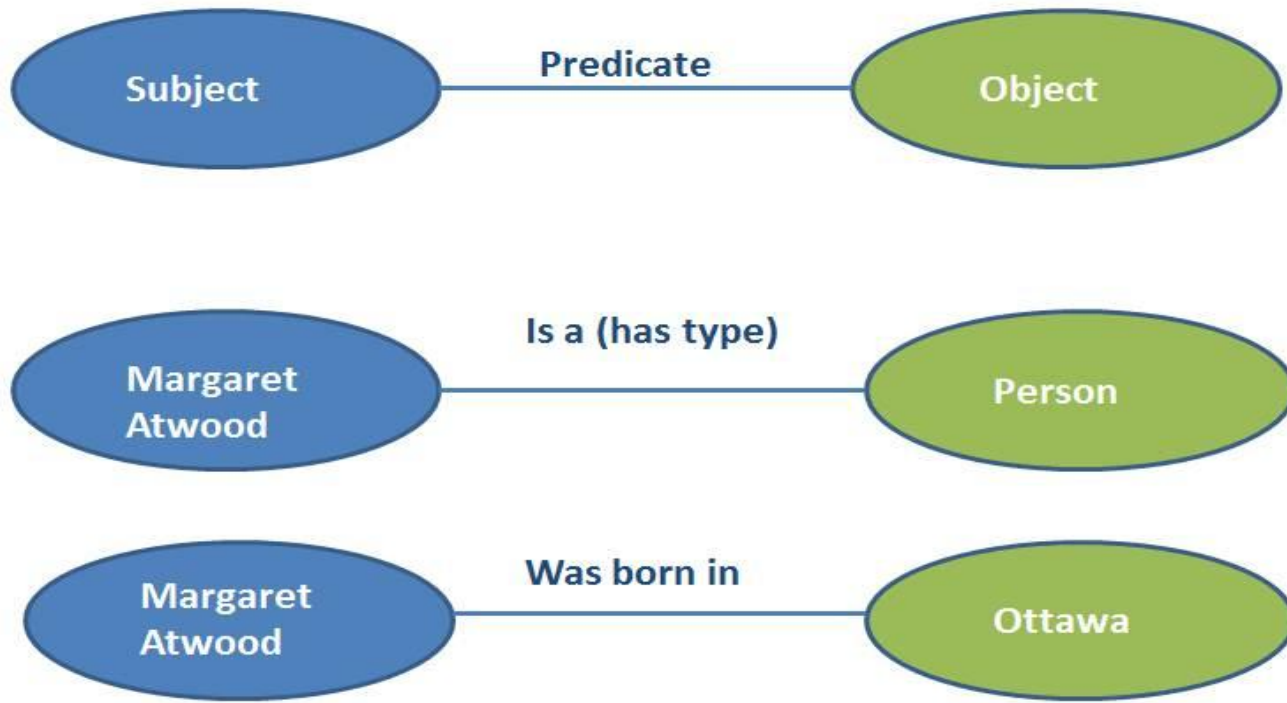 Subject
Predicate
Object
Is a (has type)
Margaret
Atwood
Person
Was born in
Margaret
Atwood
Ottawa